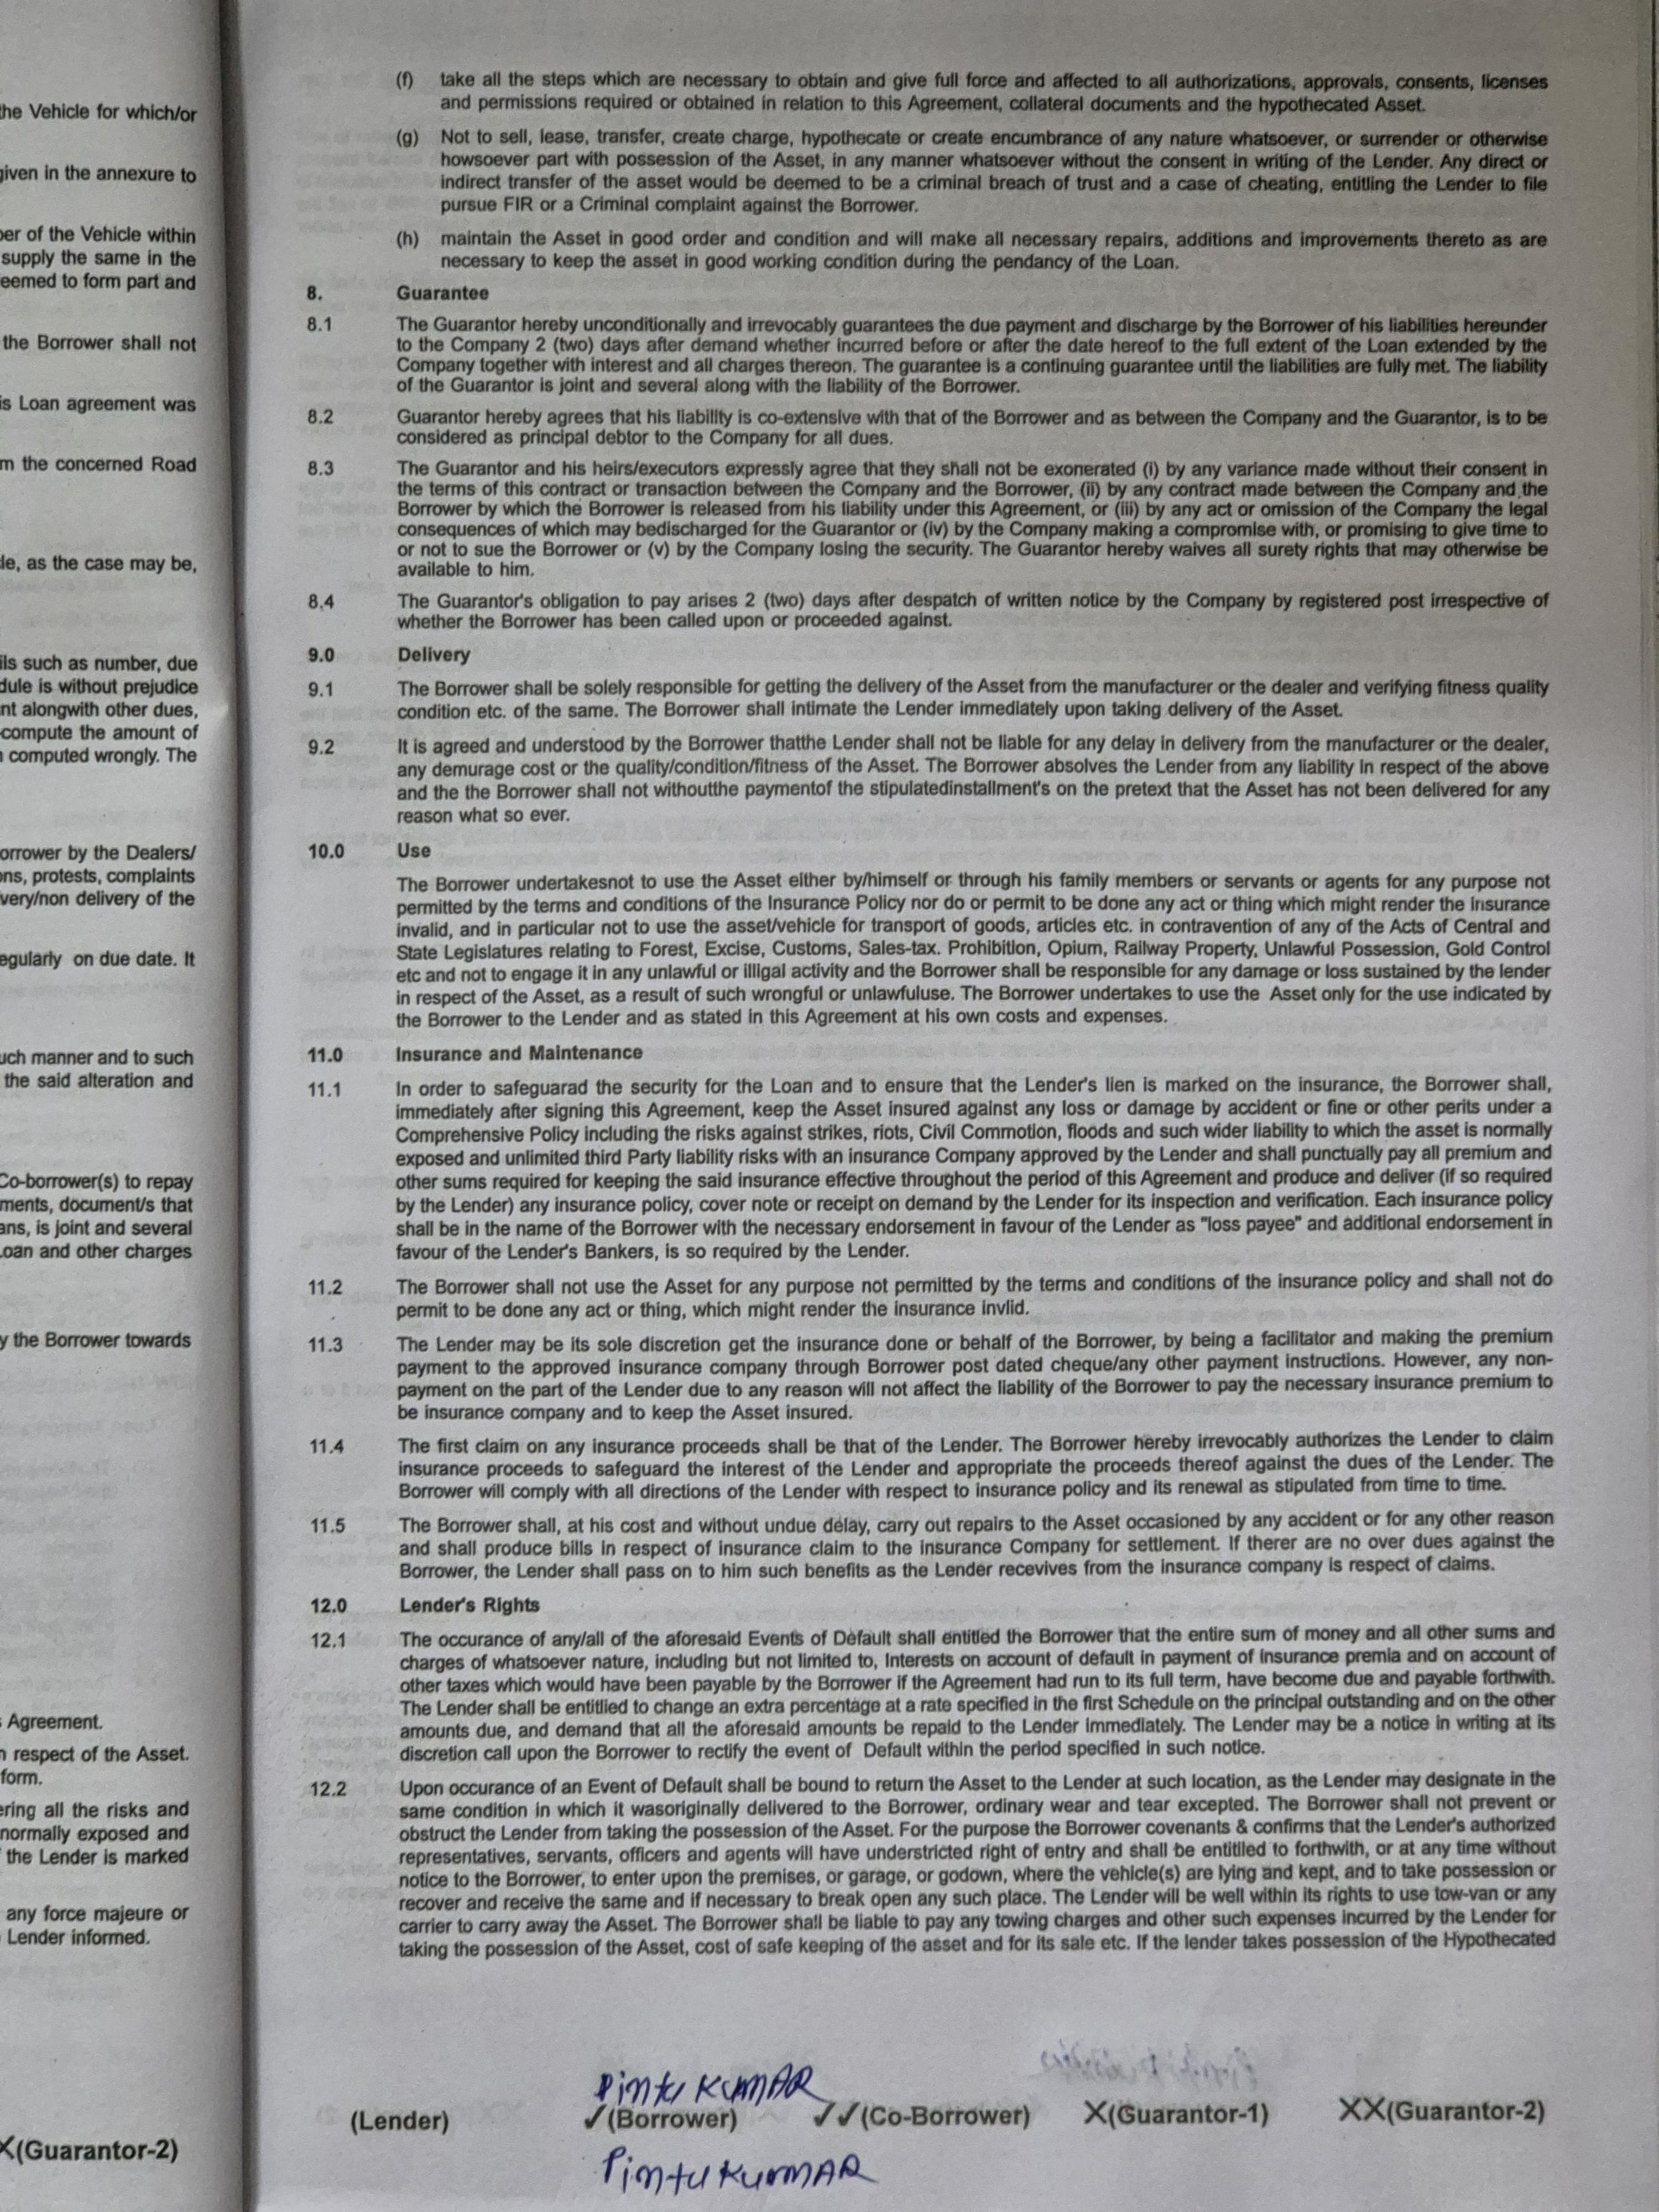 the Vehicle for which/or
given in the annexure to
ber of the Vehicle within
supply the same in the
eemed to form part and
the Borrower shall not
is Loan agreement was
m the concerned Road
le, as the case may be,
ils such as number, due
dule is without prejudice
nt alongwith other dues,
compute the amount of
computed wrongly. The
orrower by the Dealers/
ons, protests, complaints
very/non delivery of the
egularly on due date. It
uch manner and to such
the said alteration and
Co-borrower(s) to repay
ments, document/s that
ans, is joint and several
Loan and other charges
y the Borrower towards
Agreement.
n respect of the Asset.
form.
ering all the risks and
normally exposed and
the Lender is marked
any force majeure or
Lender informed.
X(Guarantor-2)
(f) take all the steps which are necessary to obtain and give full force and affected to all authorizations, approvals, consents, licenses
and permissions required or obtained in relation to this Agreement, collateral documents and the hypothecated Asset.
(g) Not to sell, lease, transfer, create charge, hypothecate or create encumbrance of any nature whatsoever, or surrender or otherwise
howsoever part with possession of the Asset, in any manner whatsoever without the consent in writing of the Lender. Any direct or
indirect transfer of the asset would be deemed to be a criminal breach of trust and a case of cheating, entitling the Lender to file
pursue FIR or a Criminal complaint against the Borrower.
(h) maintain the Asset in good order and condition and will make all necessary repairs, additions and improvements thereto as are
necessary to keep the asset in good working condition during the pendancy of the Loan.
8. Guarantee
8.1 The Guarantor hereby unconditionally and irrevocably guarantees the due payment and discharge by the Borrower of his liabilities hereunder
to the Company 2 (two) days after demand whether incurred before or after the date hereof to the full extent of the Loan extended by the
Company together with interest and all charges thereon. The guarantee is a continuing guarantee until the liabilities are fully met. The liability
of the Guarantor is joint and several along with the liability of the Borrower.
8.2 Guarantor hereby agrees that his liability is co-extensive with that of the Borrower and as between the Company and the Guarantor, is to be
considered as principal debtor to the Company for all dues.
8.3 The Guarantor and his heirs/executors expressly agree that they shall not be exonerated (i) by any variance made without their consent in
the terms of this contract or transaction between the Company and the Borrower, (ii) by any contract made between the Company and the
Borrower by which the Borrower is released from his liability under this Agreement, or (iii) by any act or omission of the Company the legal
consequences of which may bedischarged for the Guarantor or (iv) by the Company making a compromise with, or promising to give time to
or not to sue the Borrower or (v) by the Company losing the security. The Guarantor hereby waives all surety rights that may otherwise be
available to him.
8.4 The Guarantor's obligation to pay arises 2 (two) days after despatch of written notice by the Company by registered post irrespective of
whether the Borrower has been called upon or proceeded against.
9.0 Delivery
9.1 The Borrower shall be solely responsible for getting the delivery of the Asset from the manufacturer or the dealer and verifying fitness quality
condition etc. of the same. The Borrower shall intimate the Lender immediately upon taking delivery of the Asset.
9.2 It is agreed and understood by the Borrower thatthe Lender shall not be liable for any delay in delivery from the manufacturer or the dealer,
any demurage cost or the quality/condition/fitness of the Asset. The Borrower absolves the Lender from any liability in respect of the above
and the the Borrower shall not withoutthe paymentof the stipulatedinstallment's on the pretext that the Asset has not been delivered for any
reason what so ever.
10.0 Use
The Borrower undertakesnot to use the Asset either by/himself or through his family members or servants or agents for any purpose not
permitted by the terms and conditions of the Insurance Policy nor do or permit to be done any act or thing which might render the insurance
invalid, and in particular not to use the asset/vehicle for transport of goods, articles etc. in contravention of any of the Acts of Central and
State Legislatures relating to Forest, Excise, Customs, Sales-tax. Prohibition, Opium, Railway Property, Unlawful Possession, Gold Control
etc and not to engage it in any unlawful or illlgal activity and the Borrower shall be responsible for any damage or loss sustained by the lender
in respect of the Asset, as a result of such wrongful or unlawfuluse. The Borrower undertakes to use the Asset only for the use indicated by
the Borrower to the Lender and as stated in this Agreement at his own costs and expenses.
11.0 Insurance and Maintenance
11.1 In order to safeguarad the security for the Loan and to ensure that the Lender's lien is marked on the insurance, the Borrower shall,
immediately after signing this Agreement, keep the Asset insured against any loss or damage by accident or fine or other perits under a
Comprehensive Policy including the risks against strikes, riots, Civil Commotion, floods and such wider liability to which the asset is normally
exposed and unlimited third Party liability risks with an insurance Company approved by the Lender and shall punctually pay all premium and
other sums required for keeping the said insurance effective throughout the period of this Agreement and produce and deliver (if so required
by the Lender) any insurance policy, cover note or receipt on demand by the Lender for its inspection and verification. Each insurance policy
shall be in the name of the Borrower with the necessary endorsement in favour of the Lender as "loss payee" and additional endorsement in
favour of the Lender's Bankers, is so required by the Lender.
11.2 The Borrower shall not use the Asset for any purpose not permitted by the terms and conditions of the insurance policy and shall not do
permit to be done any act or thing, which might render the insurance invlid.
11.3 The Lender may be its sole discretion get the insurance done or behalf of the Borrower, by being a facilitator and making the premium
payment to the approved insurance company through Borrower post dated cheque/any other payment instructions. However, any non-
payment on the part of the Lender due to any reason will not affect the liability of the Borrower to pay the necessary insurance premium to
be insurance company and to keep the Asset insured.
11.4 The first claim on any insurance proceeds shall be that of the Lender. The Borrower hereby irrevocably authorizes the Lender to claim
insurance proceeds to safeguard the interest of the Lender and appropriate the proceeds thereof against the dues of the Lender. The
Borrower will comply with all directions of the Lender with respect to insurance policy and its renewal as stipulated from time to time.
11.5 The Borrower shall, at his cost and without undue delay, carry out repairs to the Asset occasioned by any accident or for any other reason
and shall produce bills in respect of insurance claim to the insurance Company for settlement. If therer are no over dues against the
Borrower, the Lender shall pass on to him such benefits as the Lender recevives from the insurance company is respect of claims.
12.0 Lender's Rights
12.1 The occurance of any/all of the aforesaid Events of Default shall entitled the Borrower that the entire sum of money and all other sums and
charges of whatsoever nature, including but not limited to, Interests on account of default in payment of insurance premia and on account of
other taxes which would have been payable by the Borrower if the Agreement had run to its full term, have become due and payable forthwith.
The Lender shall be entitlied to change an extra percentage at a rate specified in the first Schedule on the principal outstanding and on the other
amounts due, and demand that all the aforesaid amounts be repaid to the Lender immediately. The Lender may be a notice in writing at its
discretion call upon the Borrower to rectify the event of Default within the period specified in such notice.
12.2 Upon occurance of an Event of Default shall be bound to return the Asset to the Lender at such location, as the Lender may designate in the
same condition in which it wasoriginally delivered to the Borrower, ordinary wear and tear excepted. The Borrower shall not prevent or
obstruct the Lender from taking the possession of the Asset. For the purpose the Borrower covenants & confirms that the Lender's authorized
representatives, servants, officers and agents will have understricted right of entry and shall be entitiled to forthwith, or at any time without
notice to the Borrower, to enter upon the premises, or garage, or godown, where the vehicle(s) are lying and kept, and to take possession or
recover and receive the same and if necessary to break open any such place. The Lender will be well within its rights to use tow-van or any
carrier to carry away the Asset. The Borrower shall be liable to pay any towing charges and other such expenses incurred by the Lender for
taking the possession of the Asset, cost of safe keeping of the asset and for its sale etc. If the lender takes possession of the Hypothecated
Pintu KumAR
(Lender) ✓(Borrower) ✓✓(Co-Borrower) X(Guarantor-1) XX(Guarantor-2)
Pintu KumAR